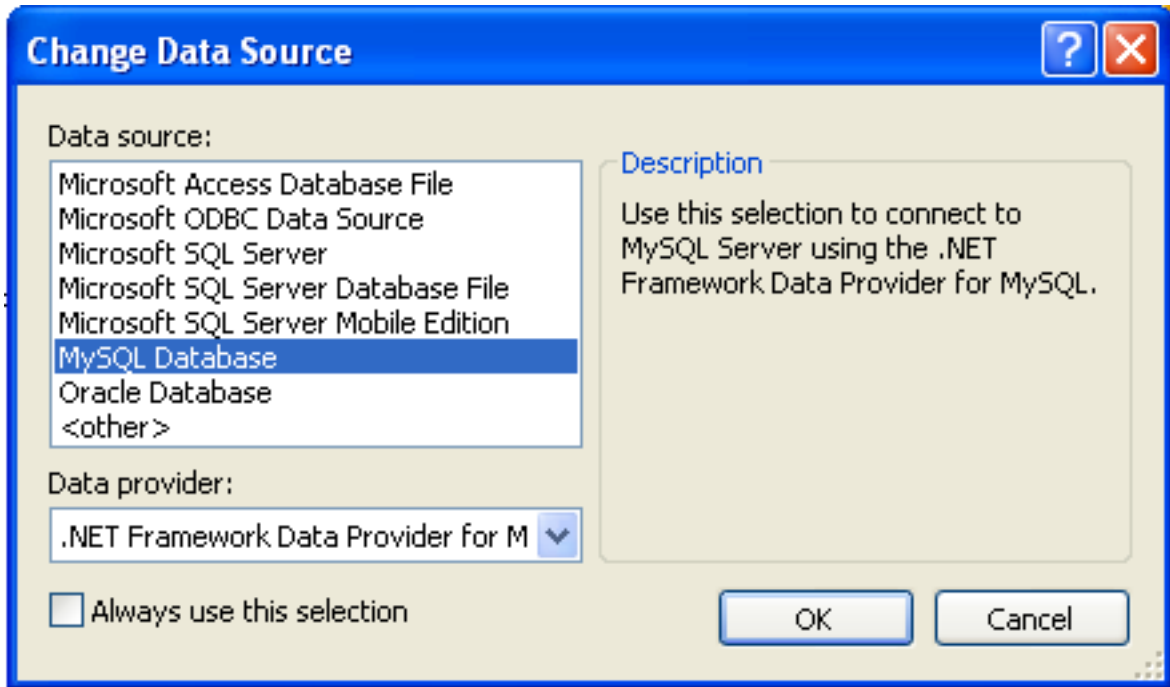 Change Data Source
?
Data source:
Microsoft Access Database File
Microsoft ODBC Data Source
Microsoft SQL Server
Microsoft SQL Server Database File
Microsoft SQL Server Mobile Edition
MySQL Database
Oracle Database
<other>
Description
Use this selection to connect to
MySQL Server using the .NET
Framework Data Provider for MySQL.
Data provider:
.NET Framework Data Provider for M
Always use this selection
OK
Cancel